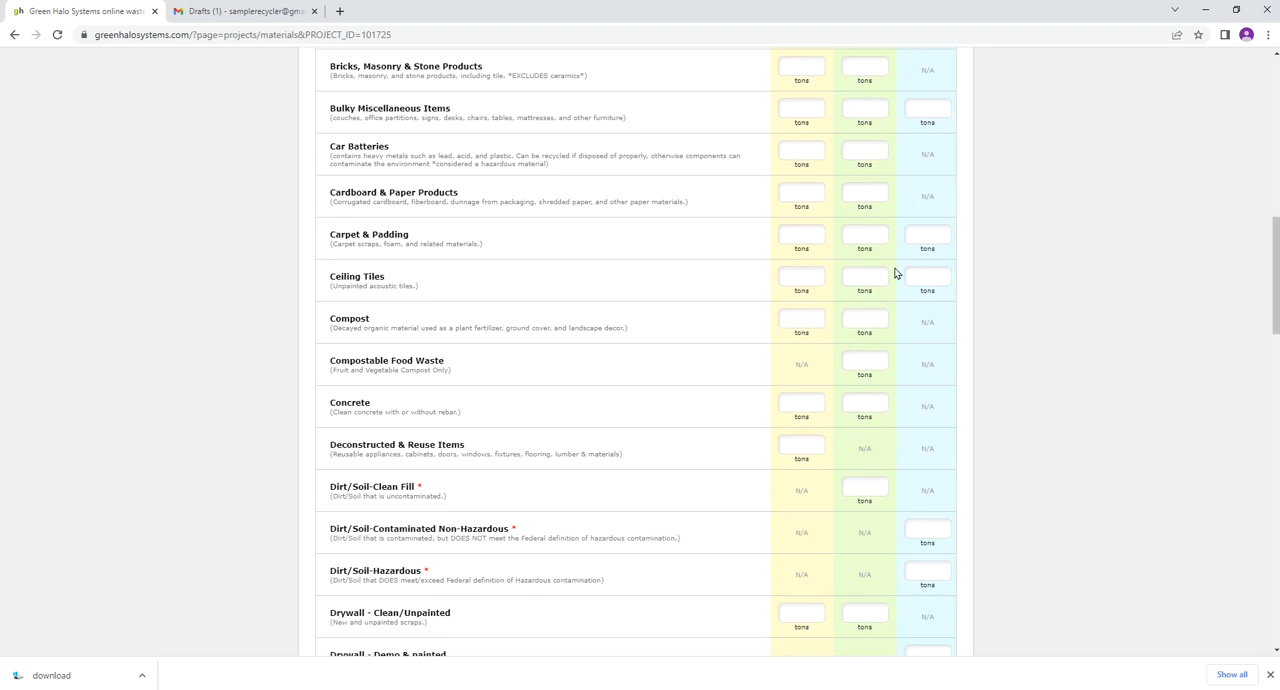 Green Halo Systems online wast
Drafts (1) - samplerecycler@gma
greenhalosystems.com/?page=projects/materials&PROJECT_ID=101725
Bricks, Masonry & Stone Products
(Bricks, masonry, and stone products, including tile, *EXCLUDES ceramics*)
tons tons N/A
Bulky Miscellaneous Items
(couches, office partitions, signs, desks, chairs, tables, mattresses, and other furniture)
tons tons tons
Car Batteries
(contains heavy metals such as lead, acid, and plastic. Can be recycled if disposed of properly, otherwise components can
contaminate the environment *considered a hazardous material)
tons tons N/A
Cardboard & Paper Products
(Corrugated cardboard, fiberboard, dunnage from packaging, shredded paper, and other paper materials.)
tons tons N/A
Carpet & Padding
(Carpet scraps, foam, and related materials.)
tons tons tons
Ceiling Tiles
(Unpainted acoustic tiles.)
tons tons tons
Compost
(Decayed organic material used as a plant fertilizer, ground cover, and landscape decor.)
tons tons N/A
Compostable Food Waste
(Fruit and Vegetable Compost Only)
N/A tons N/A
Concrete
(Clean concrete with or without rebar.)
tons tons N/A
Deconstructed & Reuse Items
(Reusable appliances, cabinets, doors, windows, fixtures, flooring, lumber & materials)
tons N/A N/A
Dirt/Soil-Clean Fill *
(Dirt/Soil that is uncontaminated.)
N/A tons N/A
Dirt/Soil-Contaminated Non-Hazardous *
(Dirt/Soil that is contaminated, but DOES NOT meet the Federal definition of hazardous contamination.)
N/A N/A tons
Dirt/Soil-Hazardous *
(Dirt/Soil that DOES meet/exceed Federal definition of Hazardous contamination)
N/A N/A tons
Drywall - Clean/Unpainted
(New and unpainted scraps.)
tons tons N/A
Drywall - Demo & painted
download
Show all